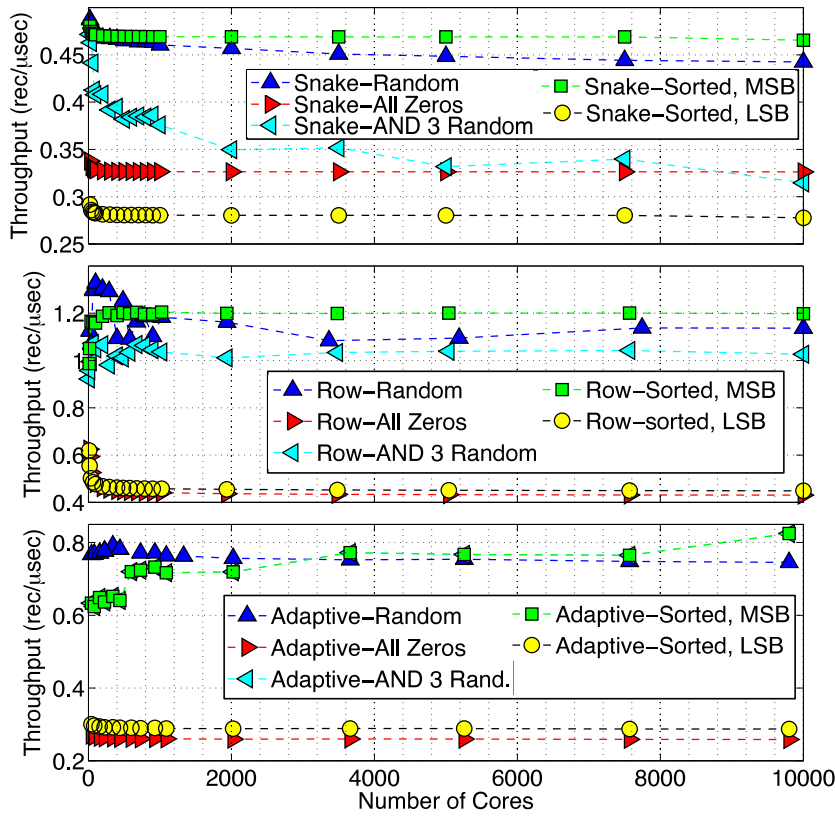 Throughput (rec/μsec)
0.45
0.4
0.35
0.3
0.25
Snake−Random
Snake−All Zeros
Snake−AND 3 Random
Snake−Sorted, MSB
Snake−Sorted, LSB
Throughput (rec/μsec)
1.2
1
0.8
0.6
0.4
Row−Random
Row−All Zeros
Row−AND 3 Random
Row−Sorted, MSB
Row−sorted, LSB
Throughput (rec/μsec)
0.8
0.6
0.4
0.2
Adaptive−Random
Adaptive−All Zeros
Adaptive−AND 3 Rand.
Adaptive−Sorted, MSB
Adaptive−Sorted, LSB
0 2000 4000 6000 8000 10000
Number of Cores